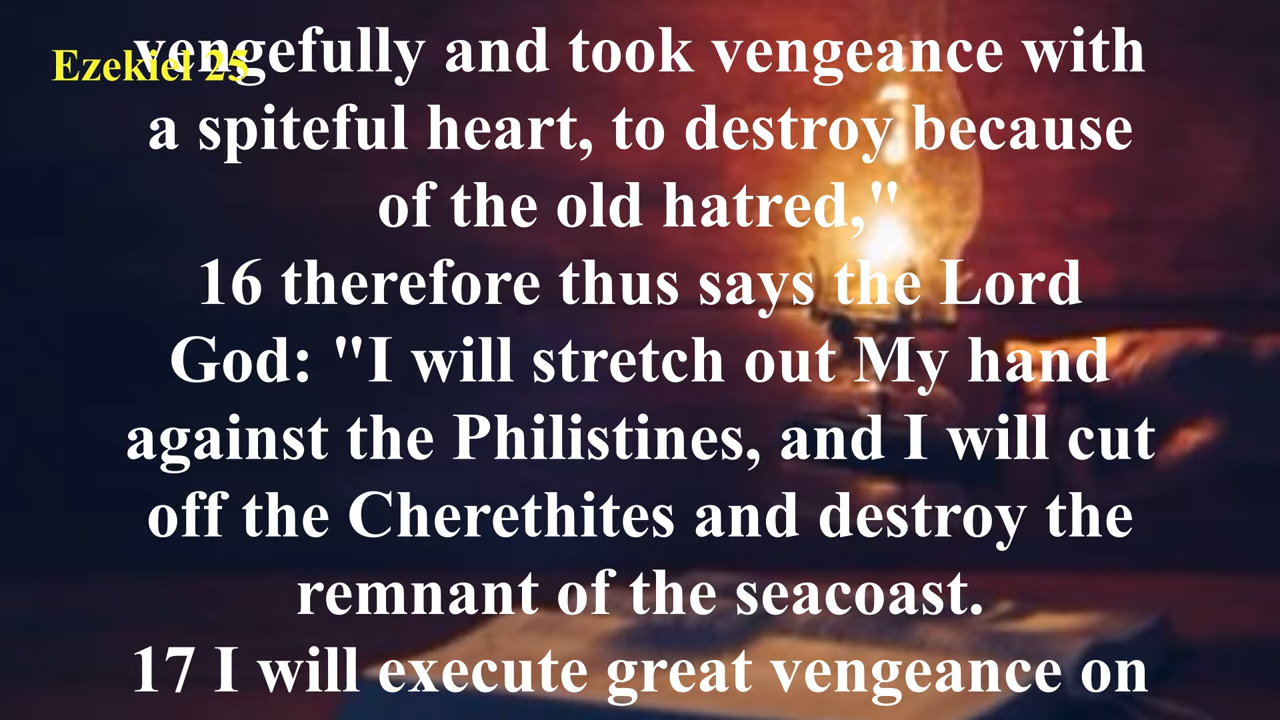 Ezekiel 25
vengefully and took vengeance with
a spiteful heart, to destroy because
of the old hatred,"
16 therefore thus says the Lord
God: "I will stretch out My hand
against the Philistines, and I will cut
off the Cherethites and destroy the
remnant of the seacoast.
17 I will execute great vengeance on